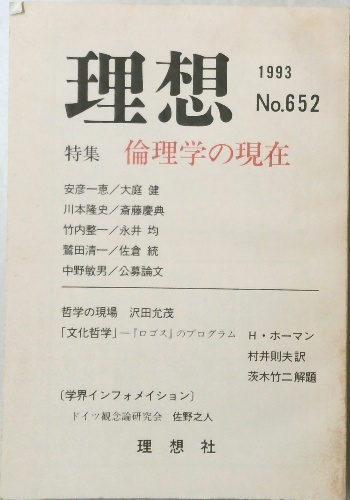 理想
1993
No.652
特集 倫理学の現在
安彦一恵／大庭 健
川本隆史／斎藤慶典
竹内整一／永井 均
鷲田清一／佐倉 統
中野敏男／公募論文
哲学の現場 沢田允茂
「文化哲学」―『ロゴス』のプログラム H・ホーマン
村井則夫訳
茨木竹二解題
〔学界インフォメイション〕
ドイツ観念論研究会 佐野之人
理想社